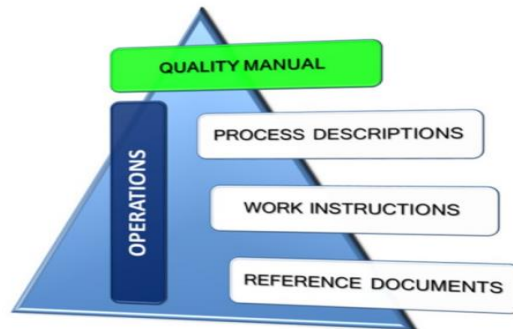 QUALITY MANUAL
OPERATIONS
PROCESS DESCRIPTIONS
WORK INSTRUCTIONS
REFERENCE DOCUMENTS